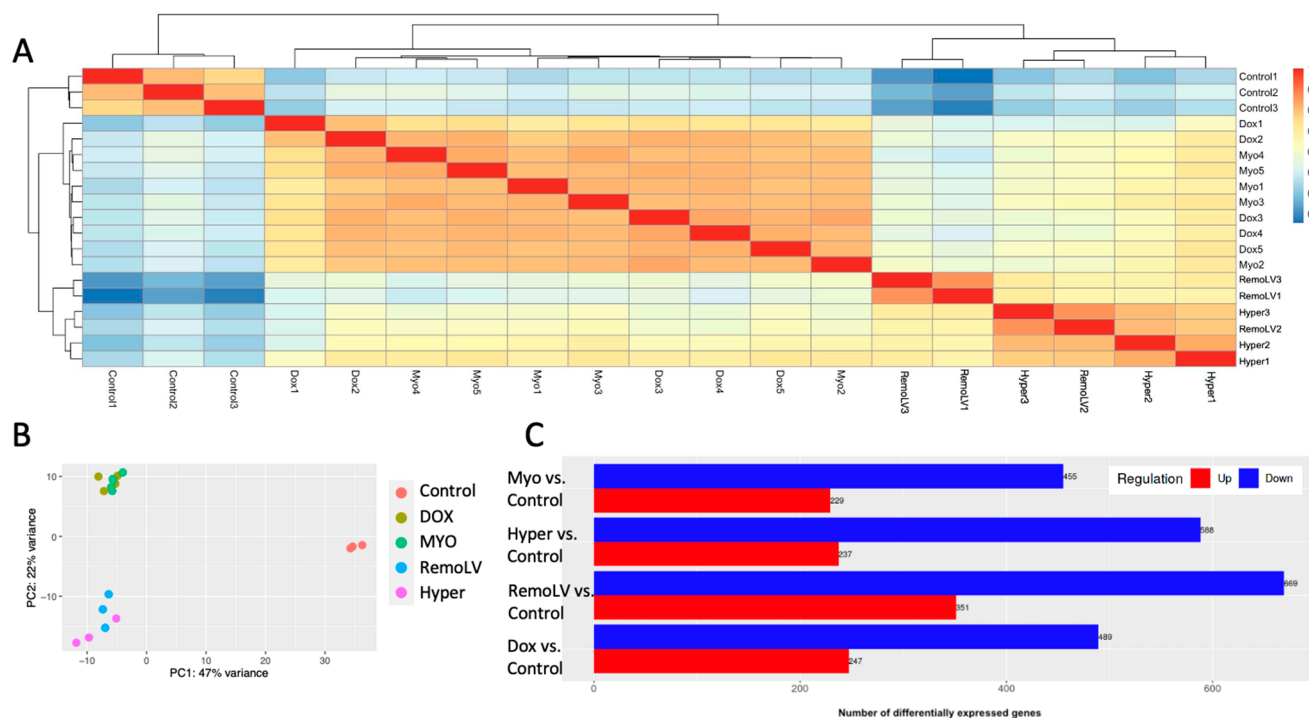 A
Control1
Control2
Control3
Dox1
Dox2
Myo4
Myo5
Myo1
Myo3
Dox3
Dox4
Dox5
Myo2
RemoLV3
RemoLV1
Hyper3
RemoLV2
Hyper2
Hyper1
Control1
Control2
Control3
Dox1
Dox2
Myo4
Myo5
Myo1
Myo3
Dox3
Dox4
Dox5
Myo2
RemoLV3
RemoLV1
Hyper3
RemoLV2
Hyper2
Hyper1
B
PC2: 22% variance
10
0
−10
−10
0
10
20
30
PC1: 47% variance
Control
DOX
MYO
RemoLV
Hyper
C
Myo vs.
Control
455
229
Hyper vs.
Control
588
237
RemoLV vs.
Control
669
351
Dox vs.
Control
489
247
Regulation Up Down
0
200
400
600
Number of differentially expressed genes